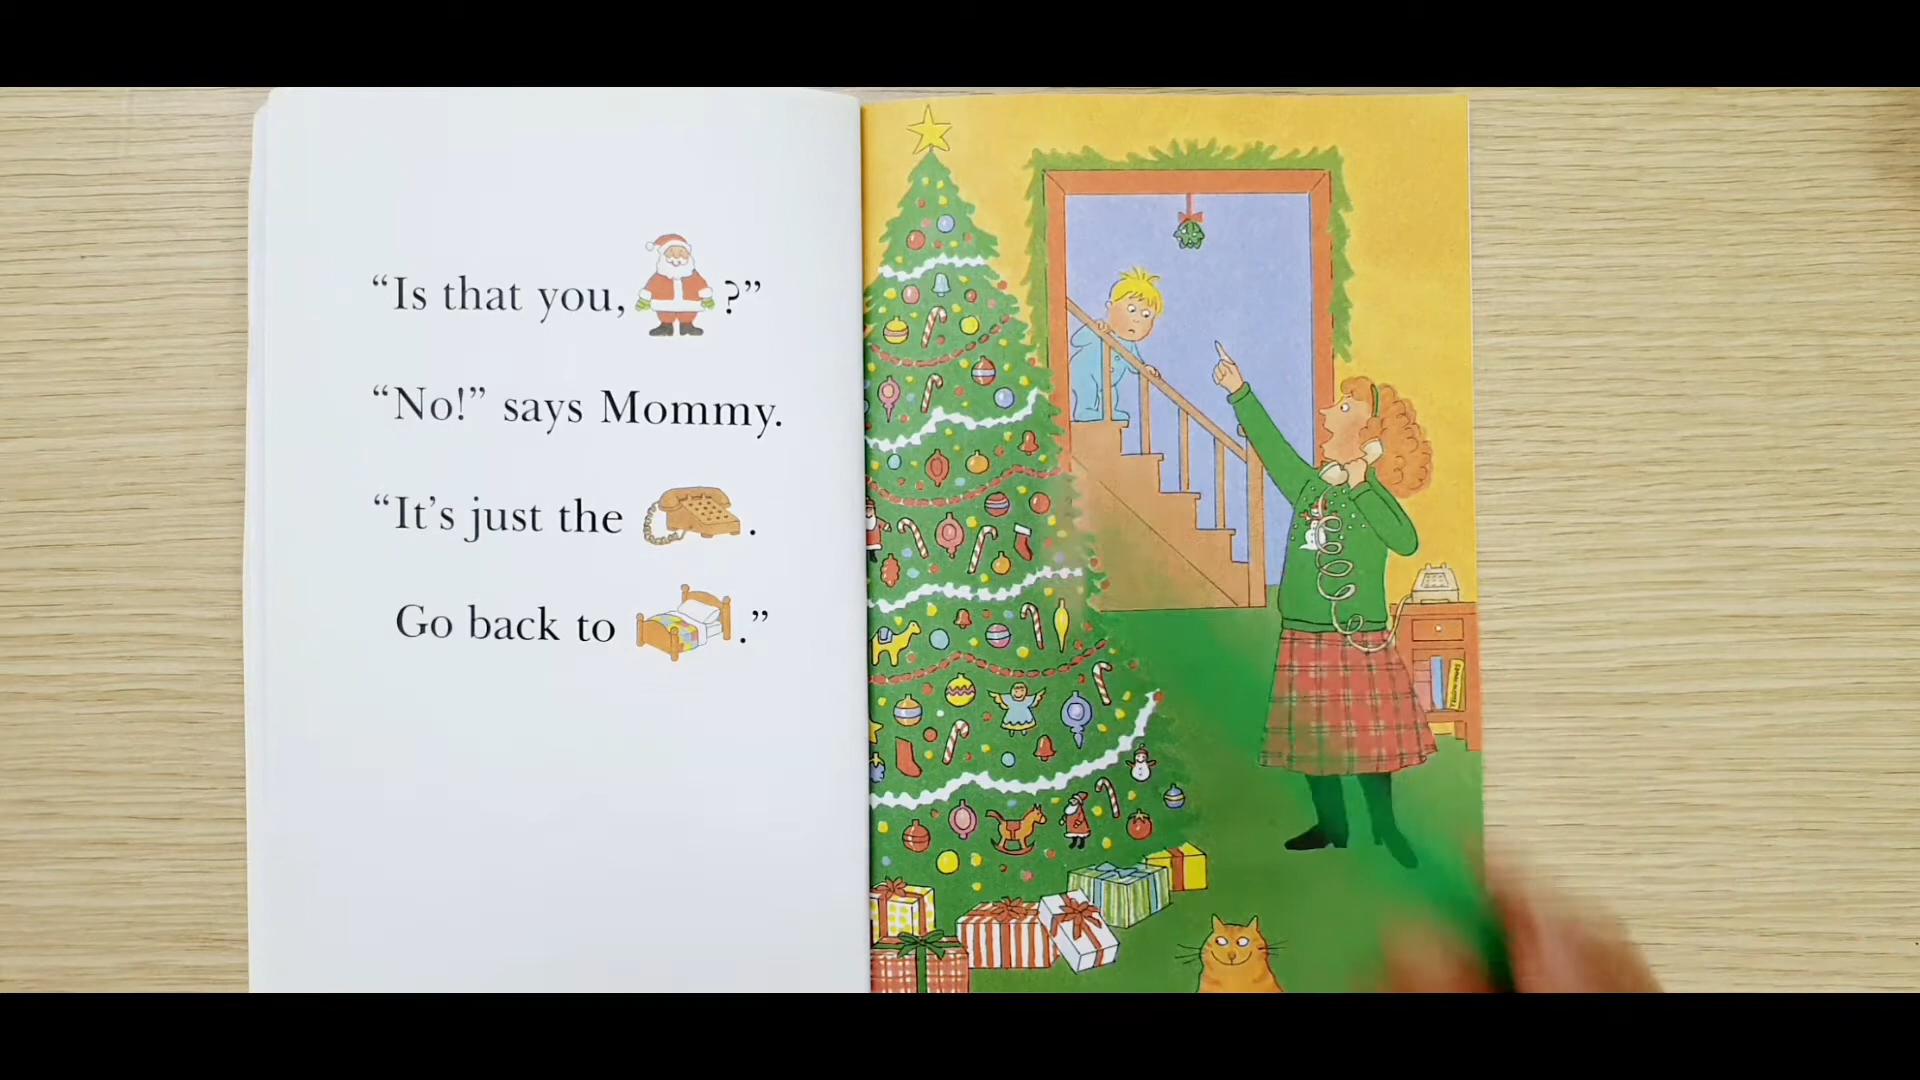 “Is that you, ?”
“No!” says Mommy.
“It’s just the .
Go back to .”